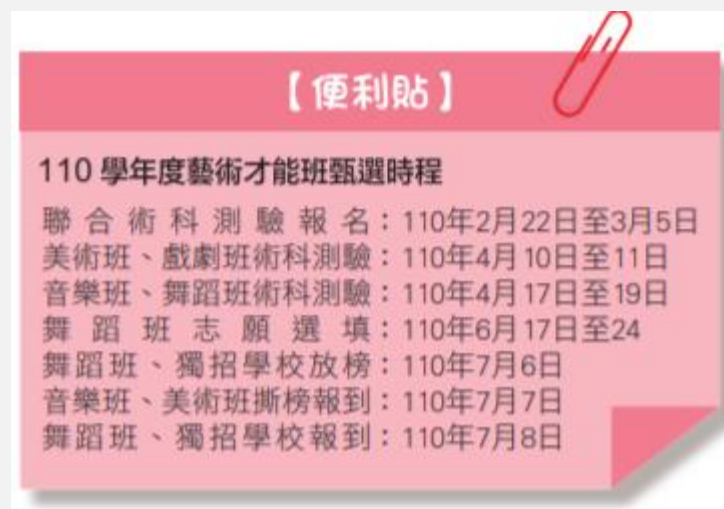 【便利貼】
110 學年度藝術才能班甄選時程
聯合術科測驗報名：110年2月22日至3月5日
美術班、戲劇班術科測驗：110年4月10日至11日
音樂班、舞蹈班術科測驗：110年4月17日至19日
舞蹈班志願選填：110年6月17日至24
舞蹈班、獨招學校放榜：110年7月6日
音樂班、美術班撕榜報到：110年7月7日
舞蹈班、獨招學校報到：110年7月8日